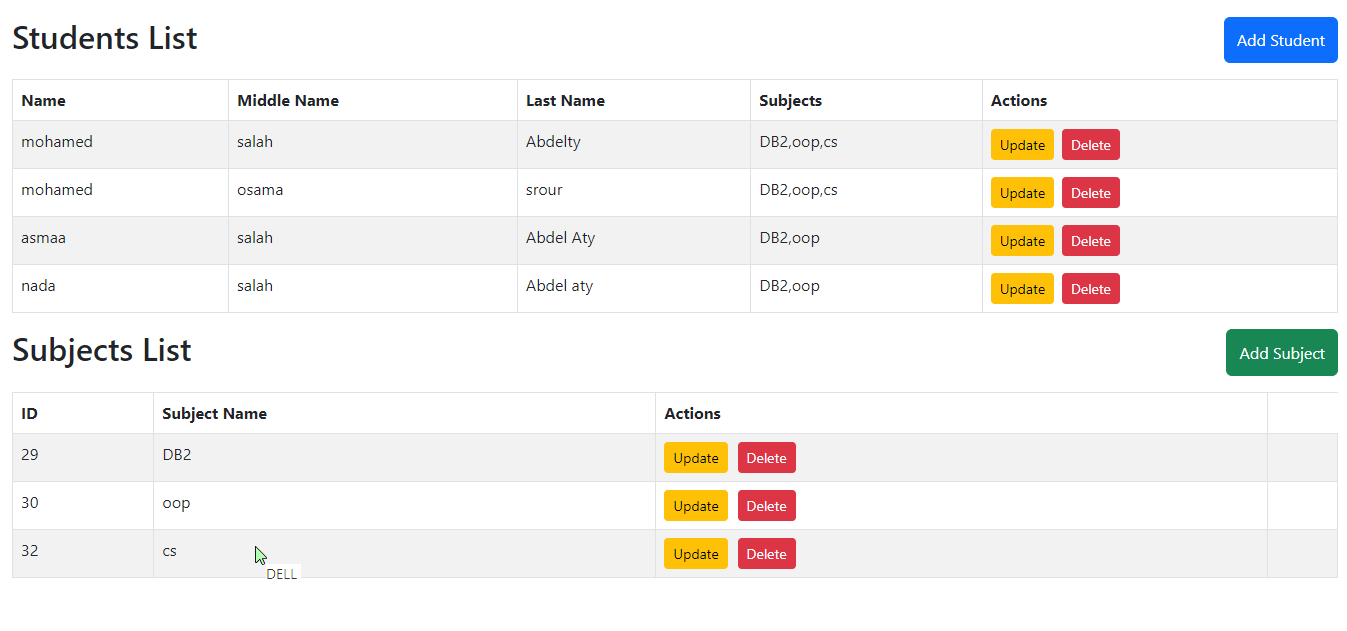 Students List Add Student
Name Middle Name Last Name Subjects Actions
mohamed salah Abdelty DB2,oop,cs Update Delete
mohamed osama srour DB2,oop,cs Update Delete
asmaa salah Abdel Aty DB2,oop Update Delete
nada salah Abdel aty DB2,oop Update Delete
Subjects List Add Subject
ID Subject Name Actions
29 DB2 Update Delete
30 oop Update Delete
32 cs Update Delete
DELL